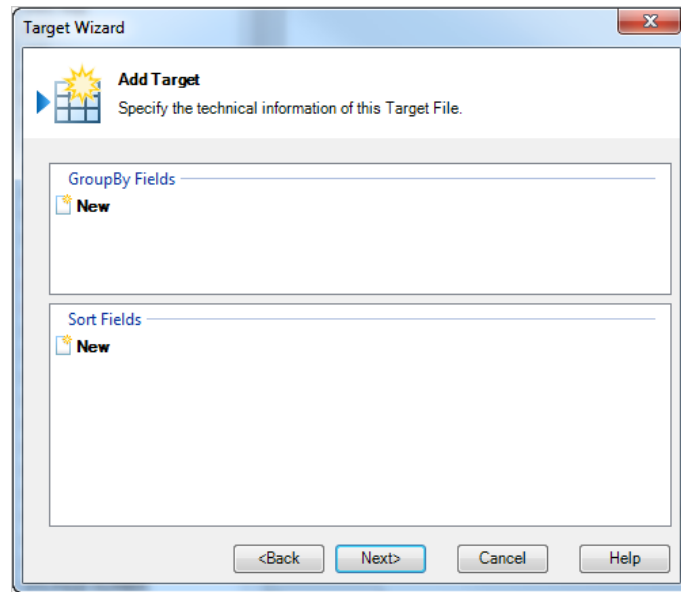 Target Wizard
Add Target
Specify the technical information of this Target File.
GroupBy Fields
New
Sort Fields
New
<Back Next> Cancel Help